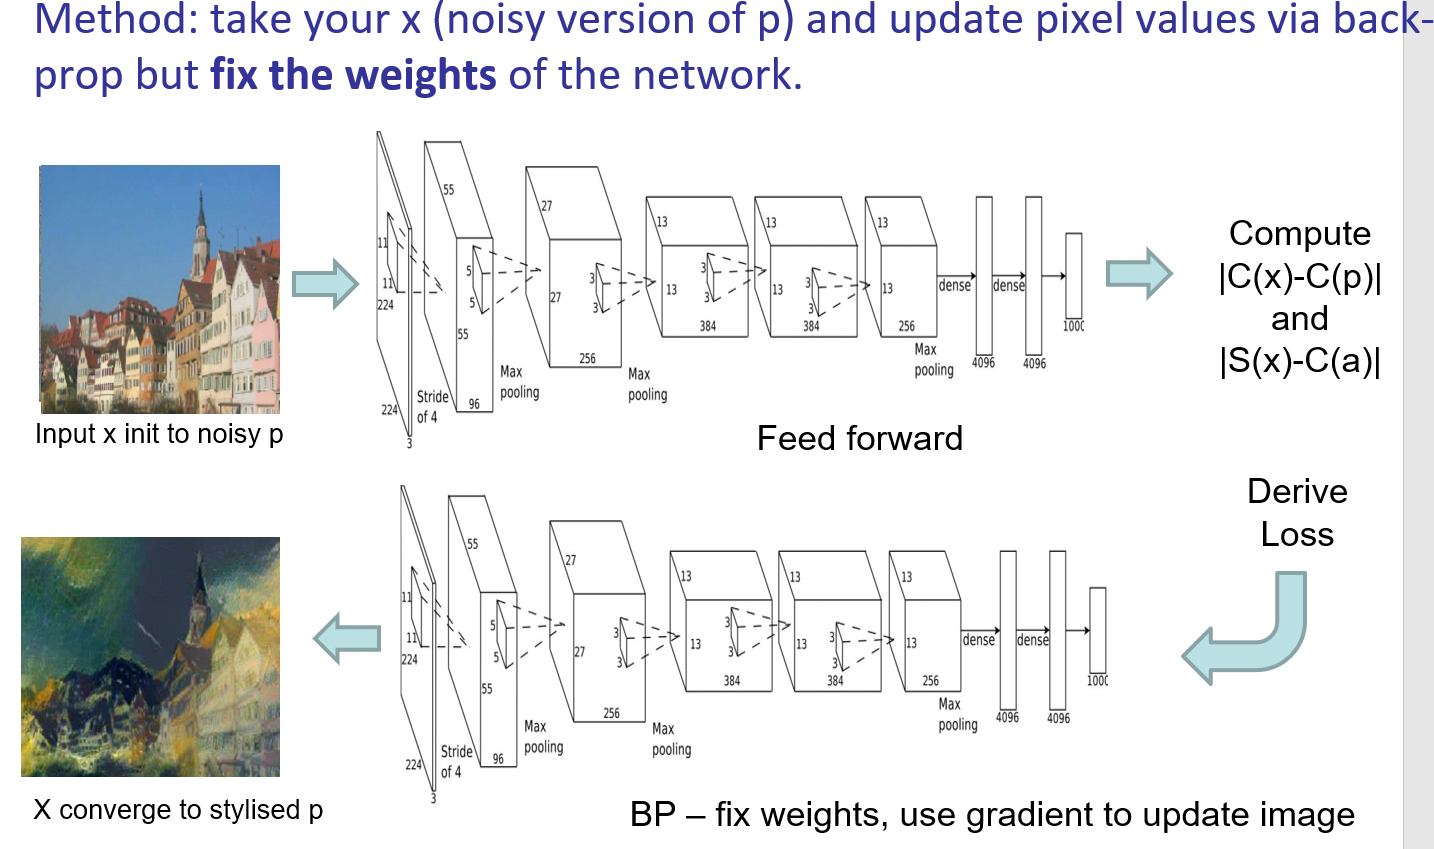 Method: take your x (noisy version of p) and update pixel values via back-
prop but fix the weights of the network.
Input x init to noisy p
11
11
224
224
3
Stride
of 4
55
55
96
5
5
Max
pooling
27
27
256
3
3
Max
pooling
13
13
384
3
3
13
13
384
3
3
13
13
256
Max
pooling
dense
4096
dense
4096
1000
Feed forward
Compute
|C(x)-C(p)|
and
|S(x)-C(a)|
Derive
Loss
11
11
224
224
3
Stride
of 4
55
55
96
5
5
Max
pooling
27
27
256
3
3
Max
pooling
13
13
384
3
3
13
13
384
3
3
13
13
256
Max
pooling
dense
4096
dense
4096
1000
X converge to stylised p
BP – fix weights, use gradient to update image